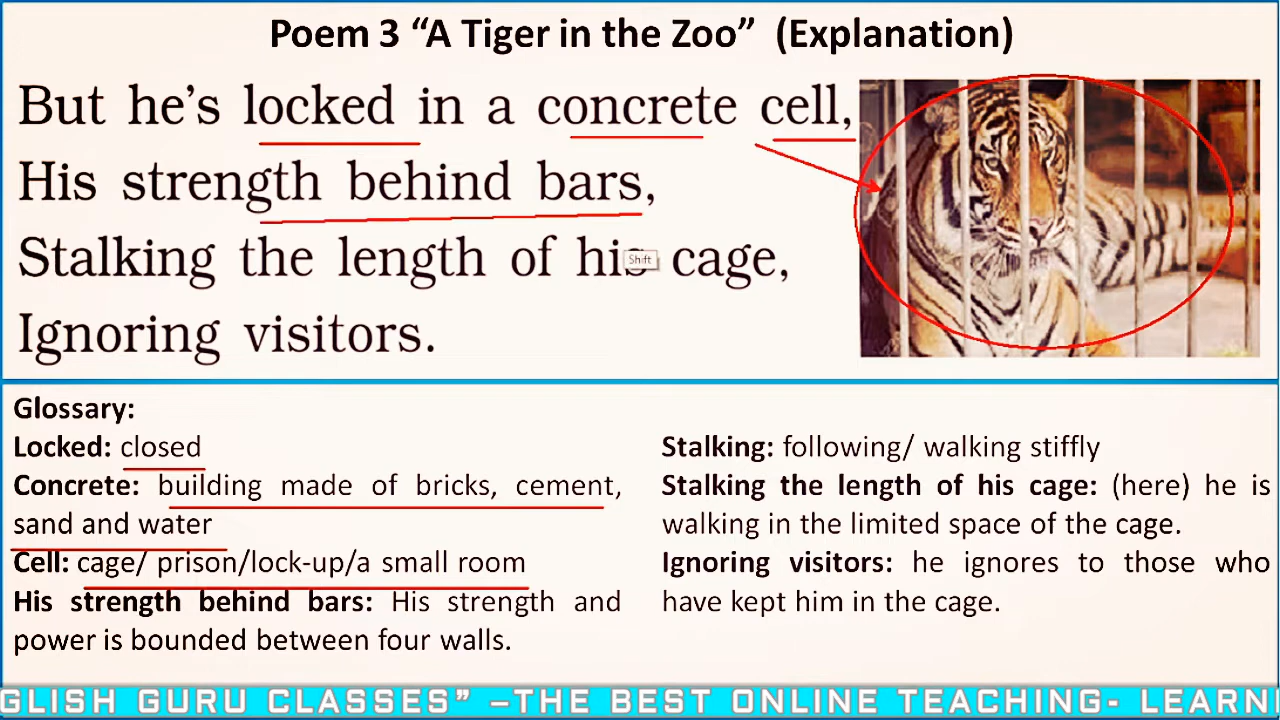 Poem 3 “A Tiger in the Zoo” (Explanation)
But he’s locked in a concrete cell,
His strength behind bars,
Stalking the length of his cage,
Shift
Ignoring visitors.
Glossary:
Locked: closed
Concrete: building made of bricks, cement,
sand and water
Cell: cage/ prison/lock-up/a small room
His strength behind bars: His strength and
power is bounded between four walls.
Stalking: following/ walking stiffly
Stalking the length of his cage: (here) he is
walking in the limited space of the cage.
Ignoring visitors: he ignores to those who
have kept him in the cage.
GLISH GURU CLASSES” –THE BEST ONLINE TEACHING- LEARNI